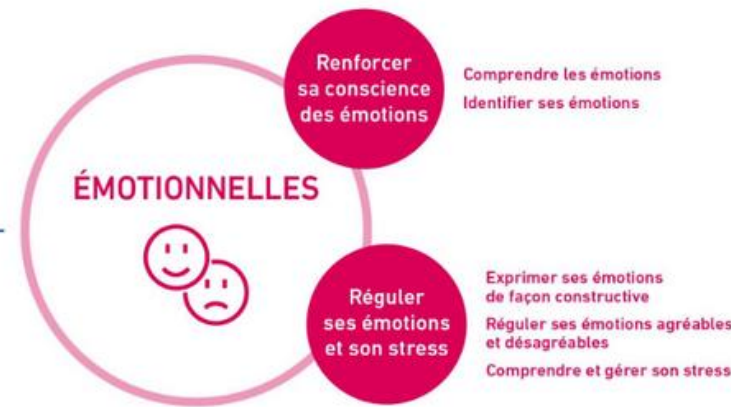 Renforcer
sa conscience
des émotions
Comprendre les émotions
Identifier ses émotions
ÉMOTIONNELLES
Réguler
ses émotions
et son stress
Exprimer ses émotions
de façon constructive
Réguler ses émotions agréables
et désagréables
Comprendre et gérer son stress